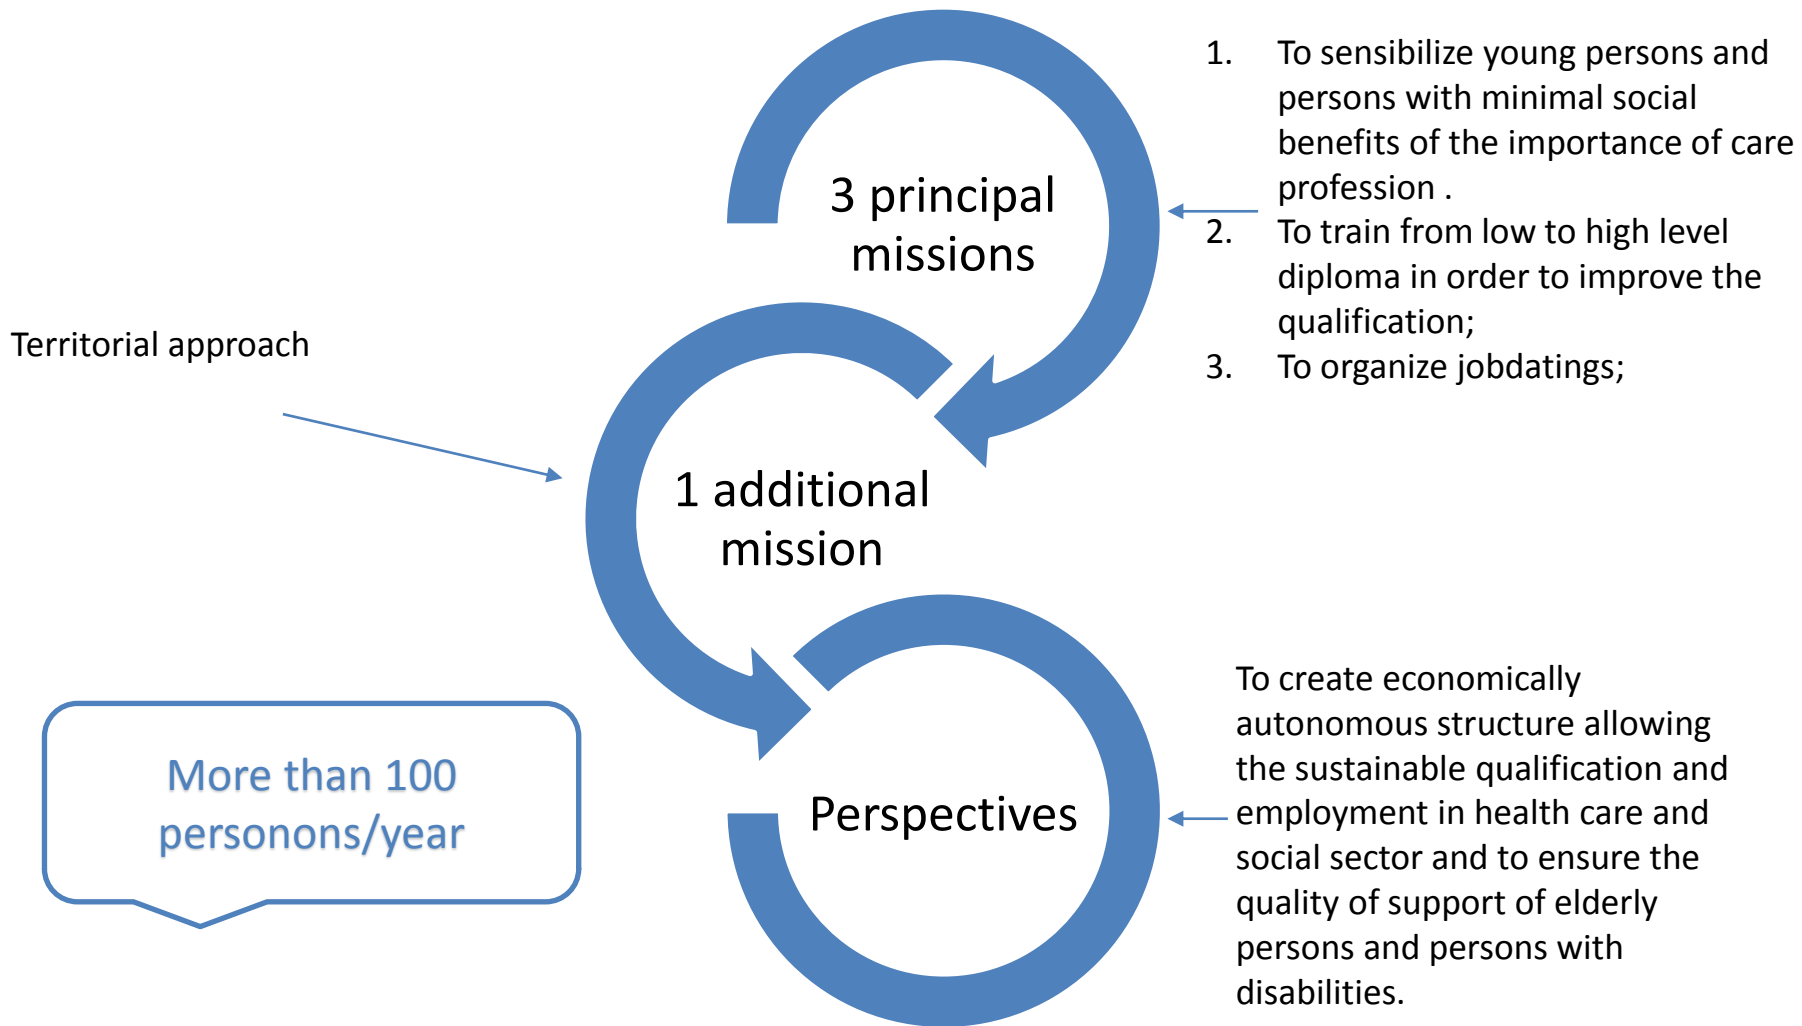 3 principal
missions
1. To sensibilize young persons and
persons with minimal social
benefits of the importance of care
profession .
2. To train from low to high level
diploma in order to improve the
qualification;
3. To organize jobdatings;
Territorial approach
1 additional
mission
More than 100
personons/year
Perspectives
To create economically
autonomous structure allowing
the sustainable qualification and
employment in health care and
social sector and to ensure the
quality of support of elderly
persons and persons with
disabilities.